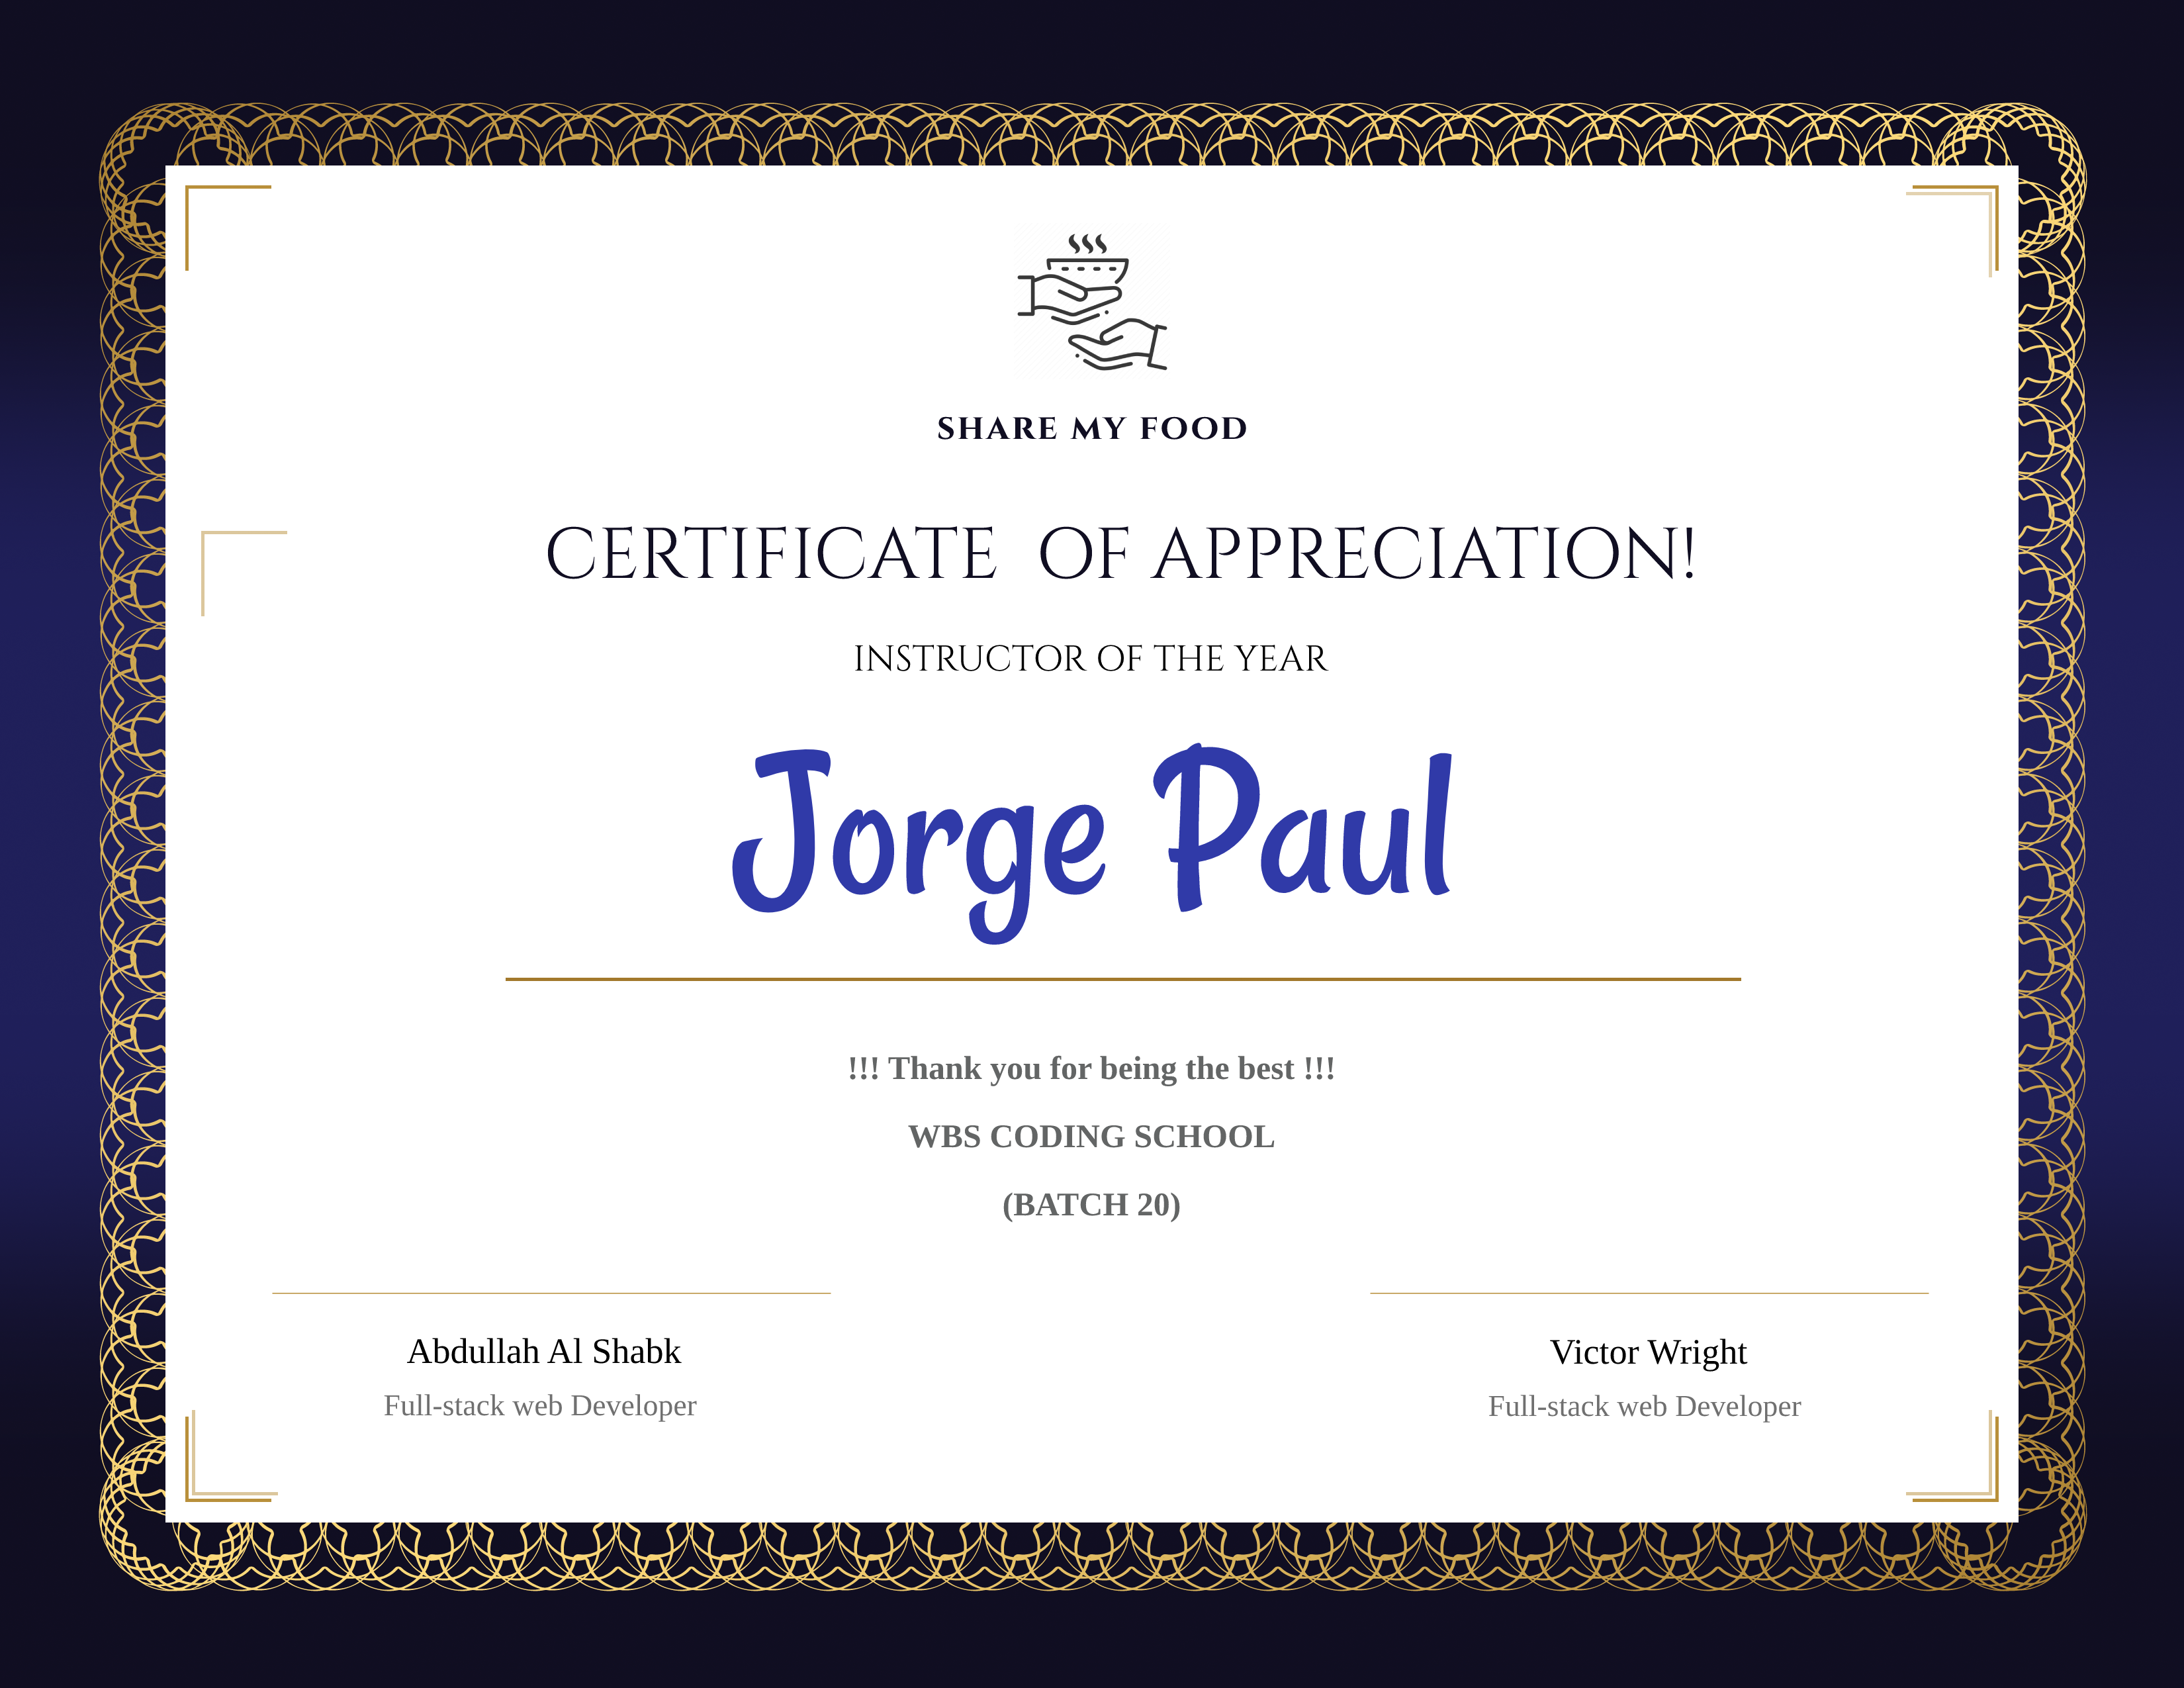 SHARE MY FOOD
CERTIFICATE OF APPRECIATION!
INSTRUCTOR OF THE YEAR
Jorge Paul
!!! Thank you for being the best !!!
WBS CODING SCHOOL
(BATCH 20)
Abdullah Al Shabk
Full-stack web Developer
Victor Wright
Full-stack web Developer